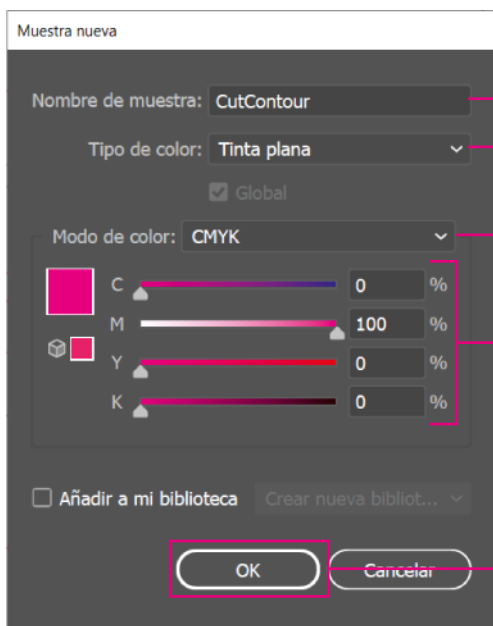 Muestra nueva
Nombre de muestra: CutContour
Tipo de color: Tinta plana
Global
Modo de color: CMYK
C 0 %
M 100 %
Y 0 %
K 0 %
Añadir a mi biblioteca Crear nueva bibliot...
OK Cancelar